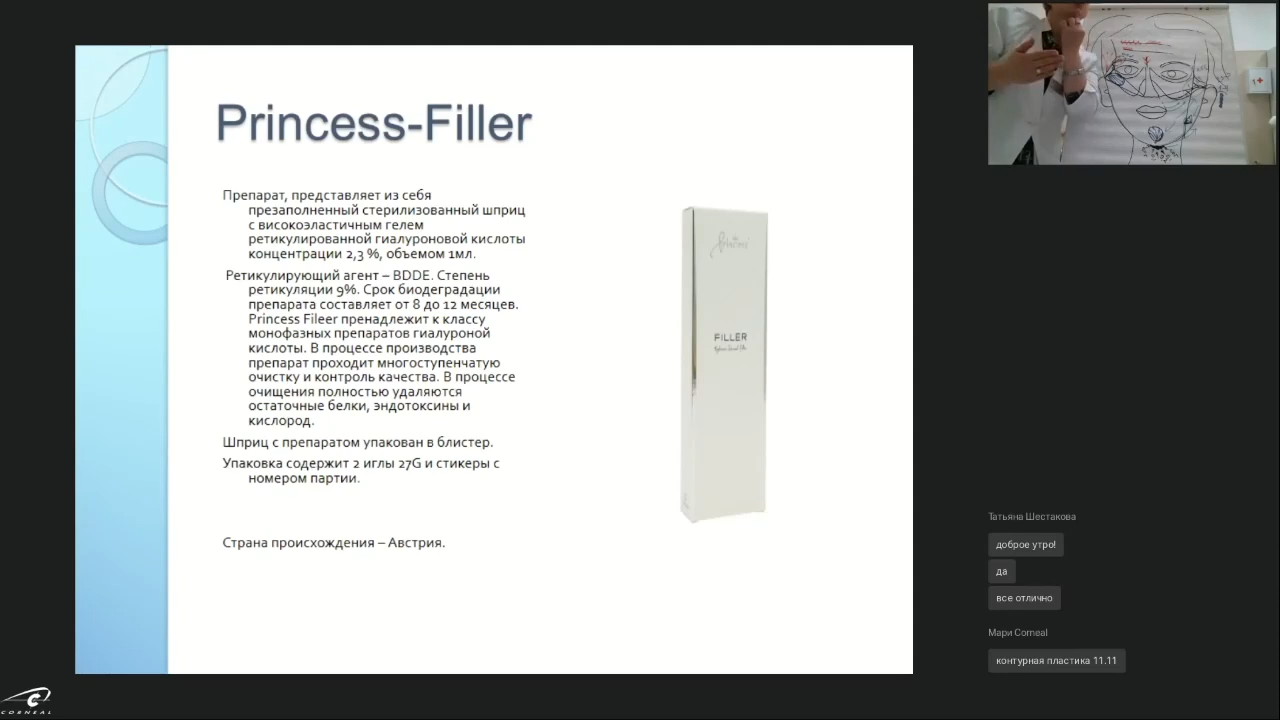 Princess-Filler
Препарат, представляет из себя
презаполненный стерилизованный шприц
с високоэластичным гелем
ретикулированной гиалуроновой кислоты
концентрации 2,3 %, объемом 1мл.
Ретикулирующий агент – BDDE. Степень
ретикуляции 9%. Срок биодеградации
препарата составляет от 8 до 12 месяцев.
Princess Fileer пренадлежит к классу
монофазных препаратов гиалуроной
кислоты. В процессе производства
препарат проходит многоступенчатую
очистку и контроль качества. В процессе
очищения полностью удаляются
остаточные белки, эндотоксины и
кислород.
Шприц с препаратом упакован в блистер.
Упаковка содержит 2 иглы 27G и стикеры с
номером партии.
Страна происхождения – Австрия.
FILLER
Татьяна Шестакова
доброе утро!
да
все отлично
Мари Corneal
контурная пластика 11.11
CORNEAL